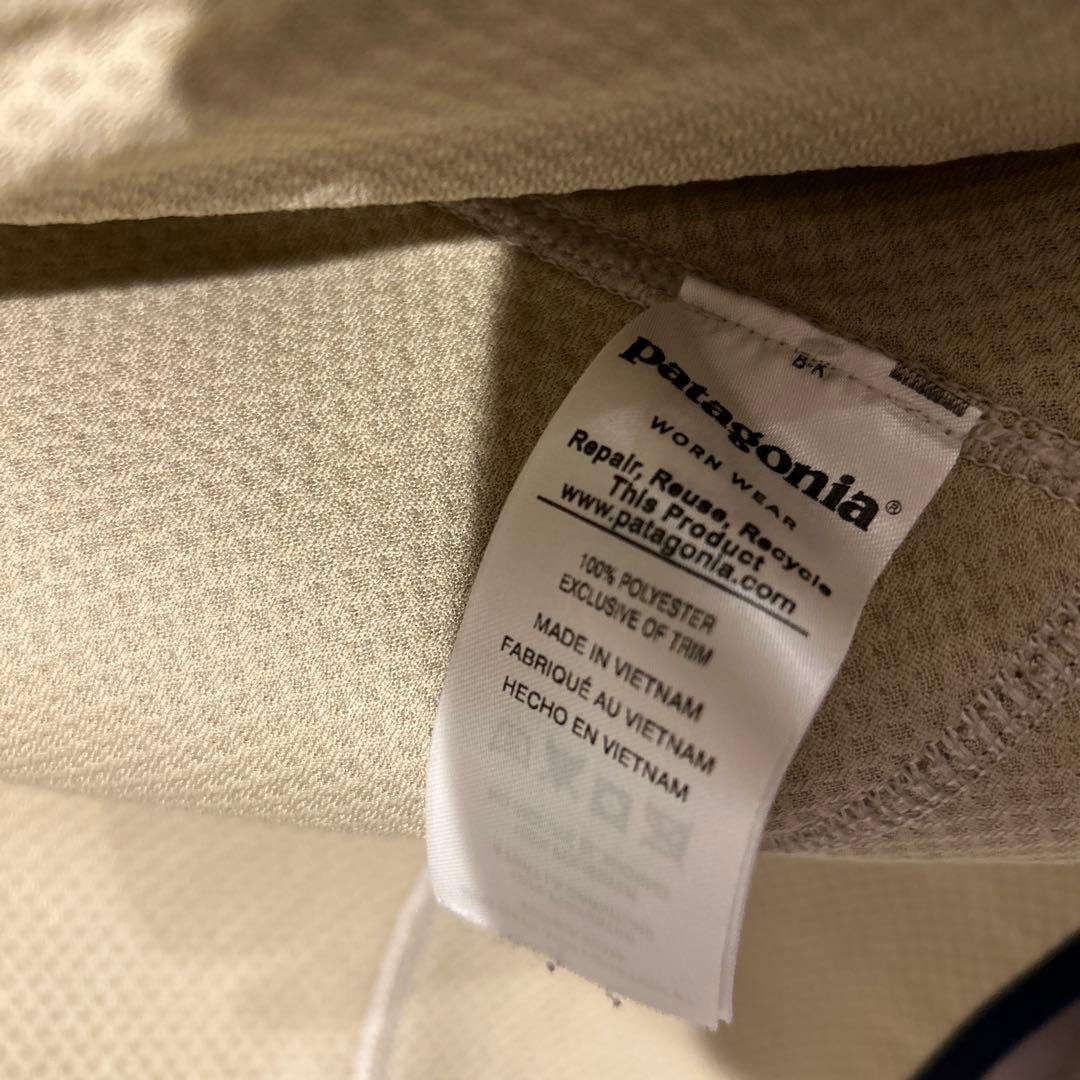 B-K
patagonia®
WORN WEAR
Repair, Reuse, Recycle
This Product
www.patagonia.com
100% POLYESTER
EXCLUSIVE OF TRIM
MADE IN VIETNAM
FABRIQUÉ AU VIETNAM
HECHO EN VIETNAM